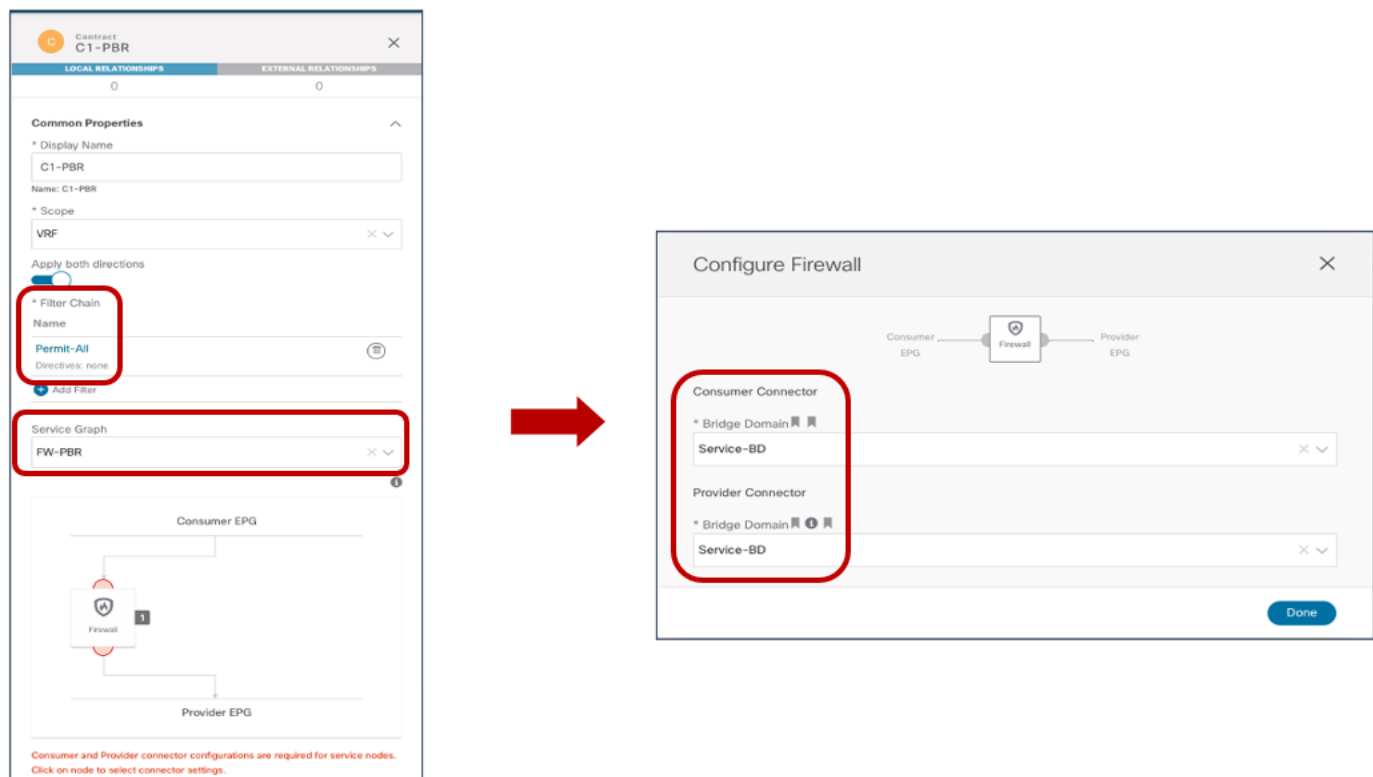 C
Contract
C1-PBR
LOCAL RELATIONSHIPS
EXTERNAL RELATIONSHIPS
0
0
Common Properties
* Display Name
C1-PBR
Name: C1-PBR
* Scope
VRF
Apply both directions
* Filter Chain
Name
Permit-All
Directives: none
Add Filter
Service Graph
FW-PBR
Consumer EPG
Firewall
1
Provider EPG
Consumer and Provider connector configurations are required for service nodes.
Click on node to select connector settings.
Configure Firewall
Consumer
EPG
Firewall
Provider
EPG
Consumer Connector
* Bridge Domain
Service-BD
Provider Connector
* Bridge Domain
Service-BD
Done